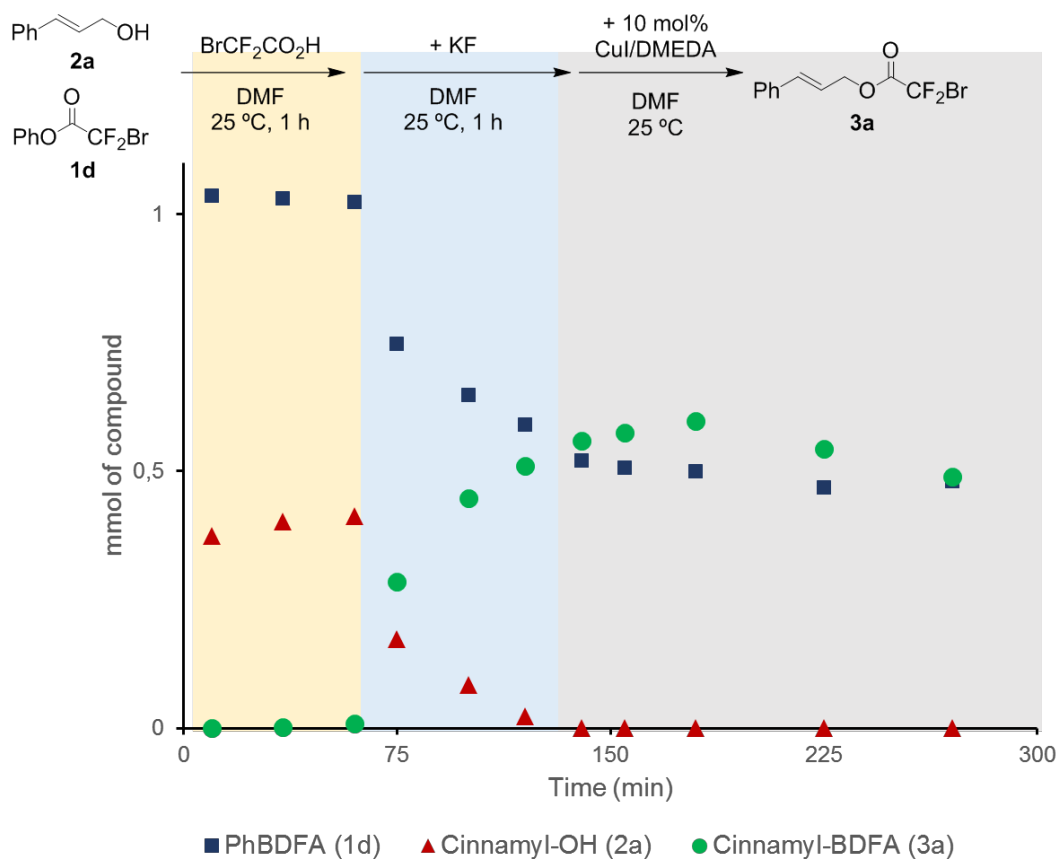 Ph OH
2a
O
PhO CF₂Br
1d
BrCF₂CO₂H
DMF
25 ºC, 1 h
+ KF
DMF
25 ºC, 1 h
+ 10 mol%
CuI/DMEDA
DMF
25 ºC
O
Ph O CF₂Br
3a
1
0,5
0
mmol of compound
0 75 150 225 300
Time (min)
PhBDFA (1d) Cinnamyl-OH (2a) Cinnamyl-BDFA (3a)